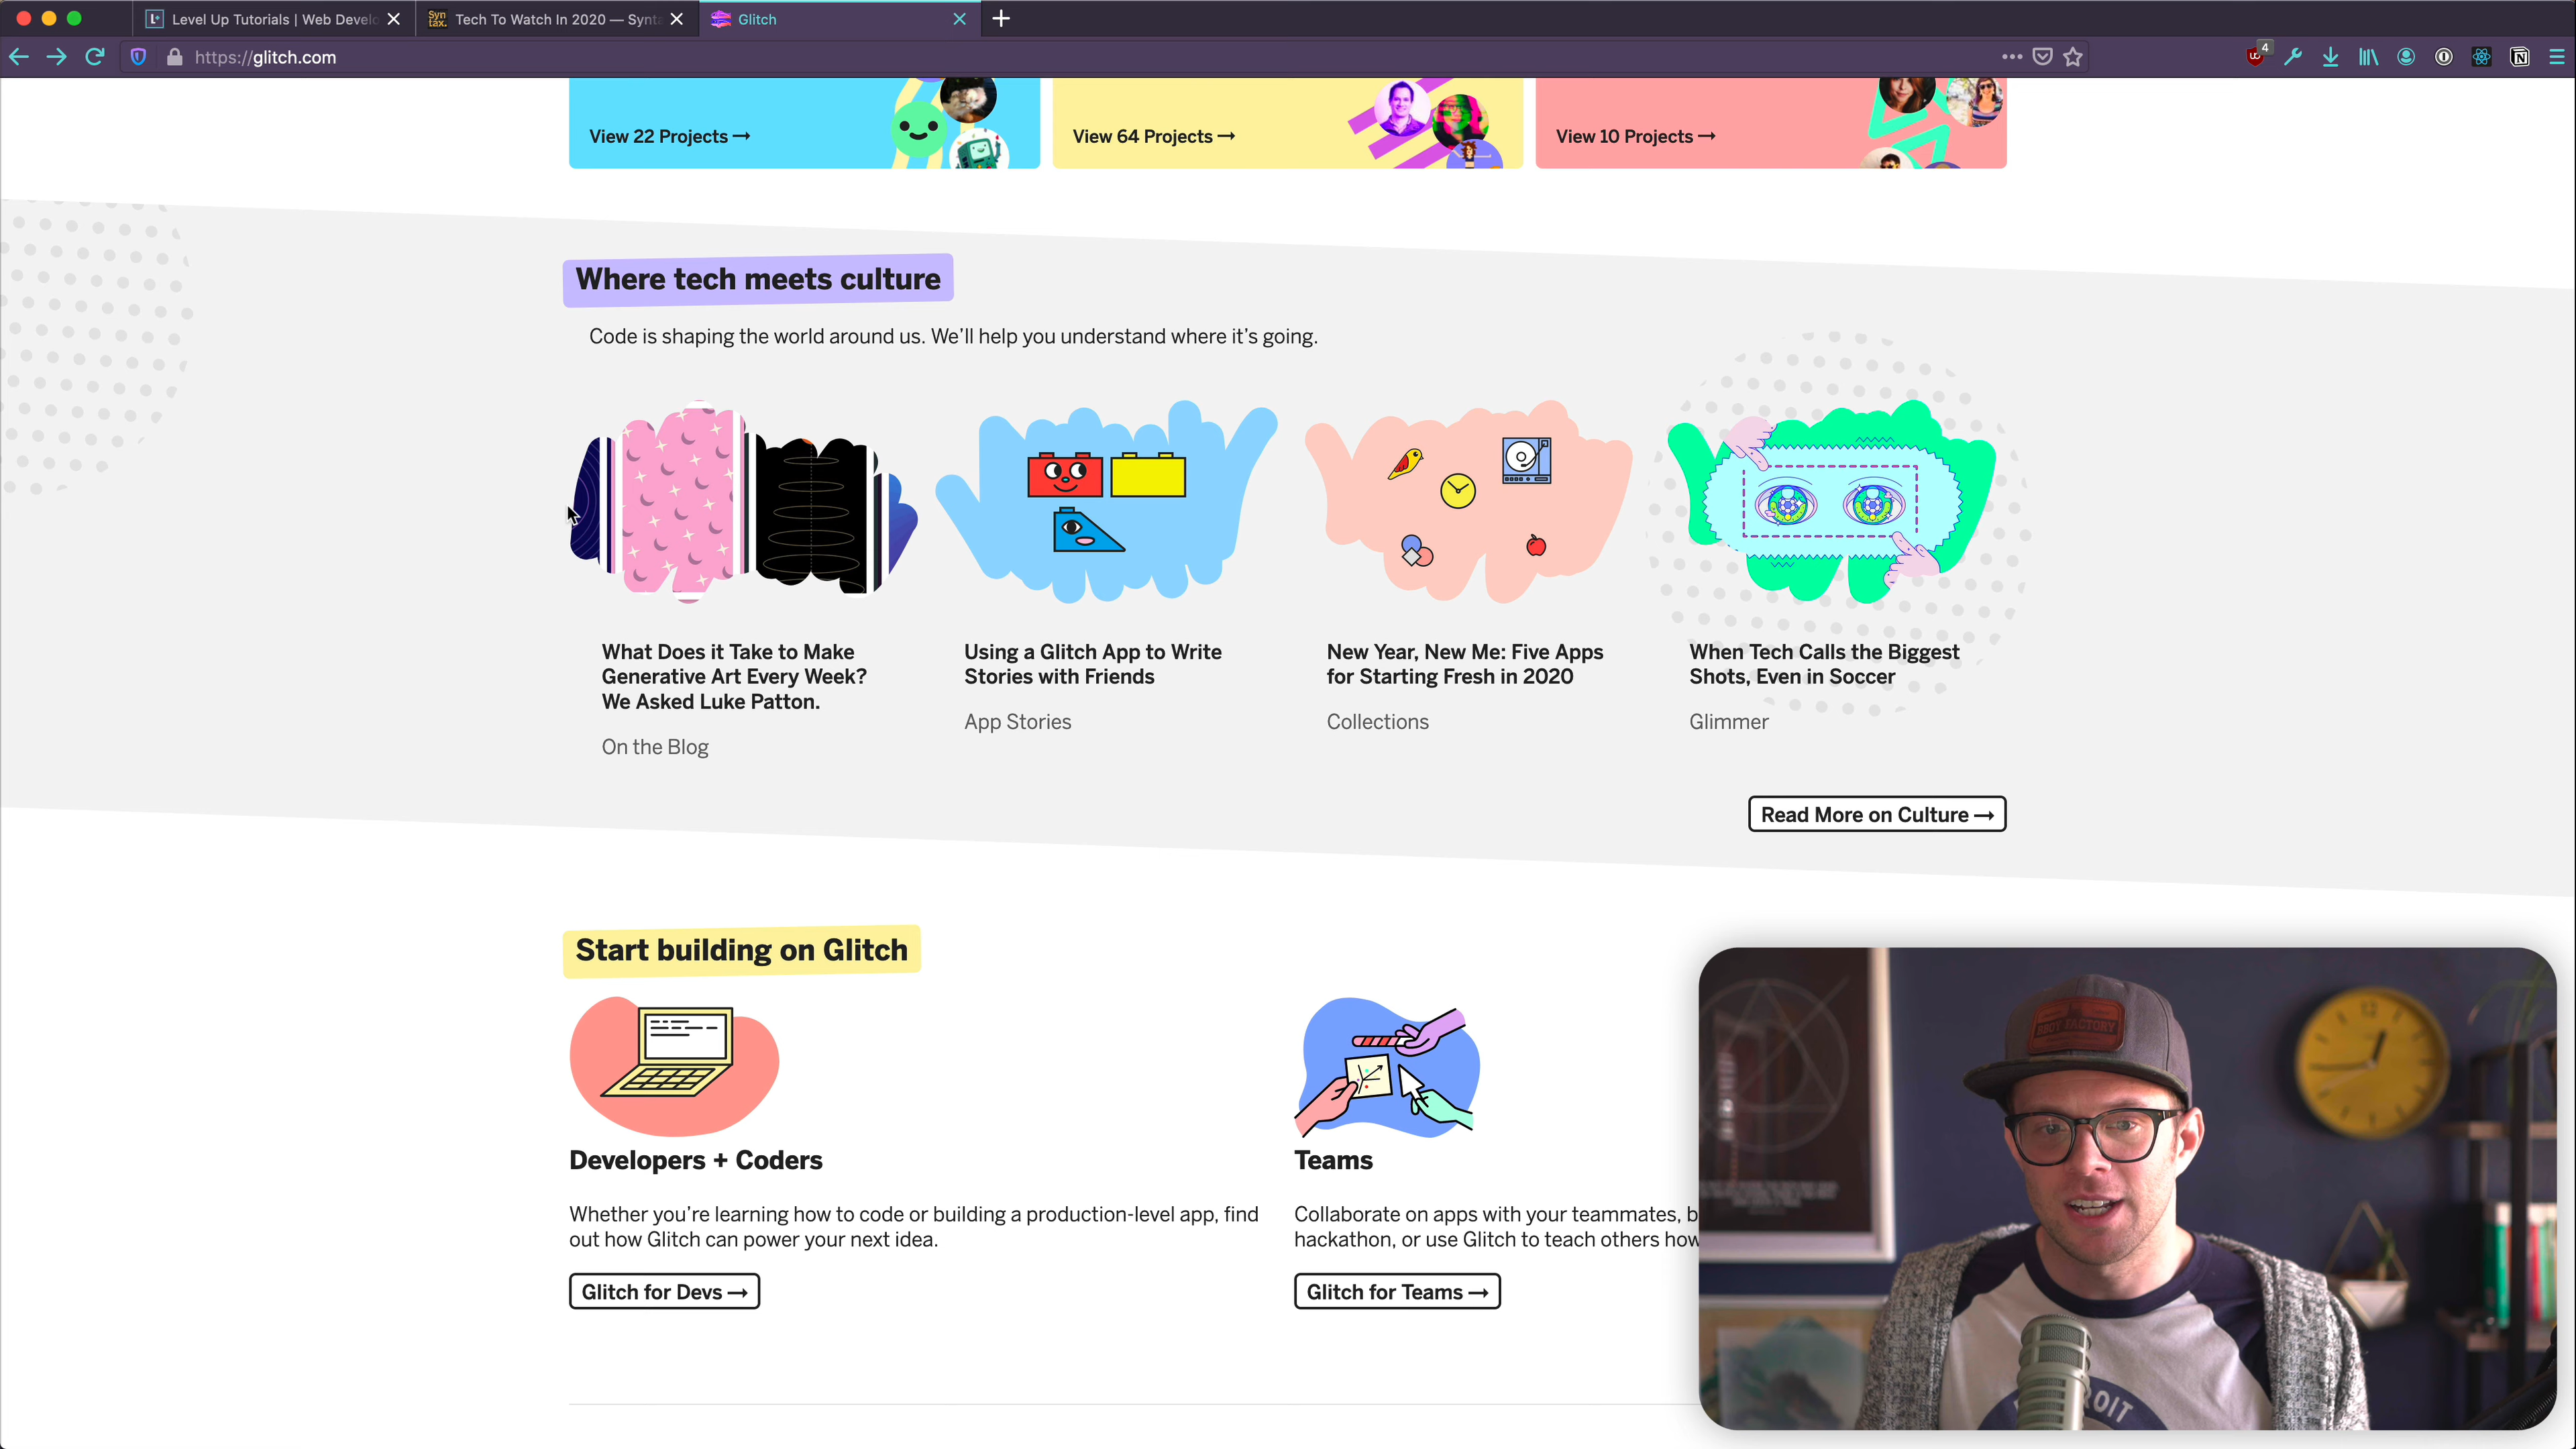 Level Up Tutorials | Web Develo
Syn
tax.
Tech To Watch In 2020 — Synta
Glitch
https://glitch.com
4
View 22 Projects →
View 64 Projects →
View 10 Projects →
Where tech meets culture
Code is shaping the world around us. We’ll help you understand where it’s going.
What Does it Take to Make
Generative Art Every Week?
We Asked Luke Patton.
On the Blog
Using a Glitch App to Write
Stories with Friends
App Stories
New Year, New Me: Five Apps
for Starting Fresh in 2020
Collections
When Tech Calls the Biggest
Shots, Even in Soccer
Glimmer
Read More on Culture →
Start building on Glitch
Developers + Coders
Whether you’re learning how to code or building a production-level app, find
out how Glitch can power your next idea.
Glitch for Devs →
Teams
Collaborate on apps with your teammates, b
hackathon, or use Glitch to teach others how
Glitch for Teams →
ROIT